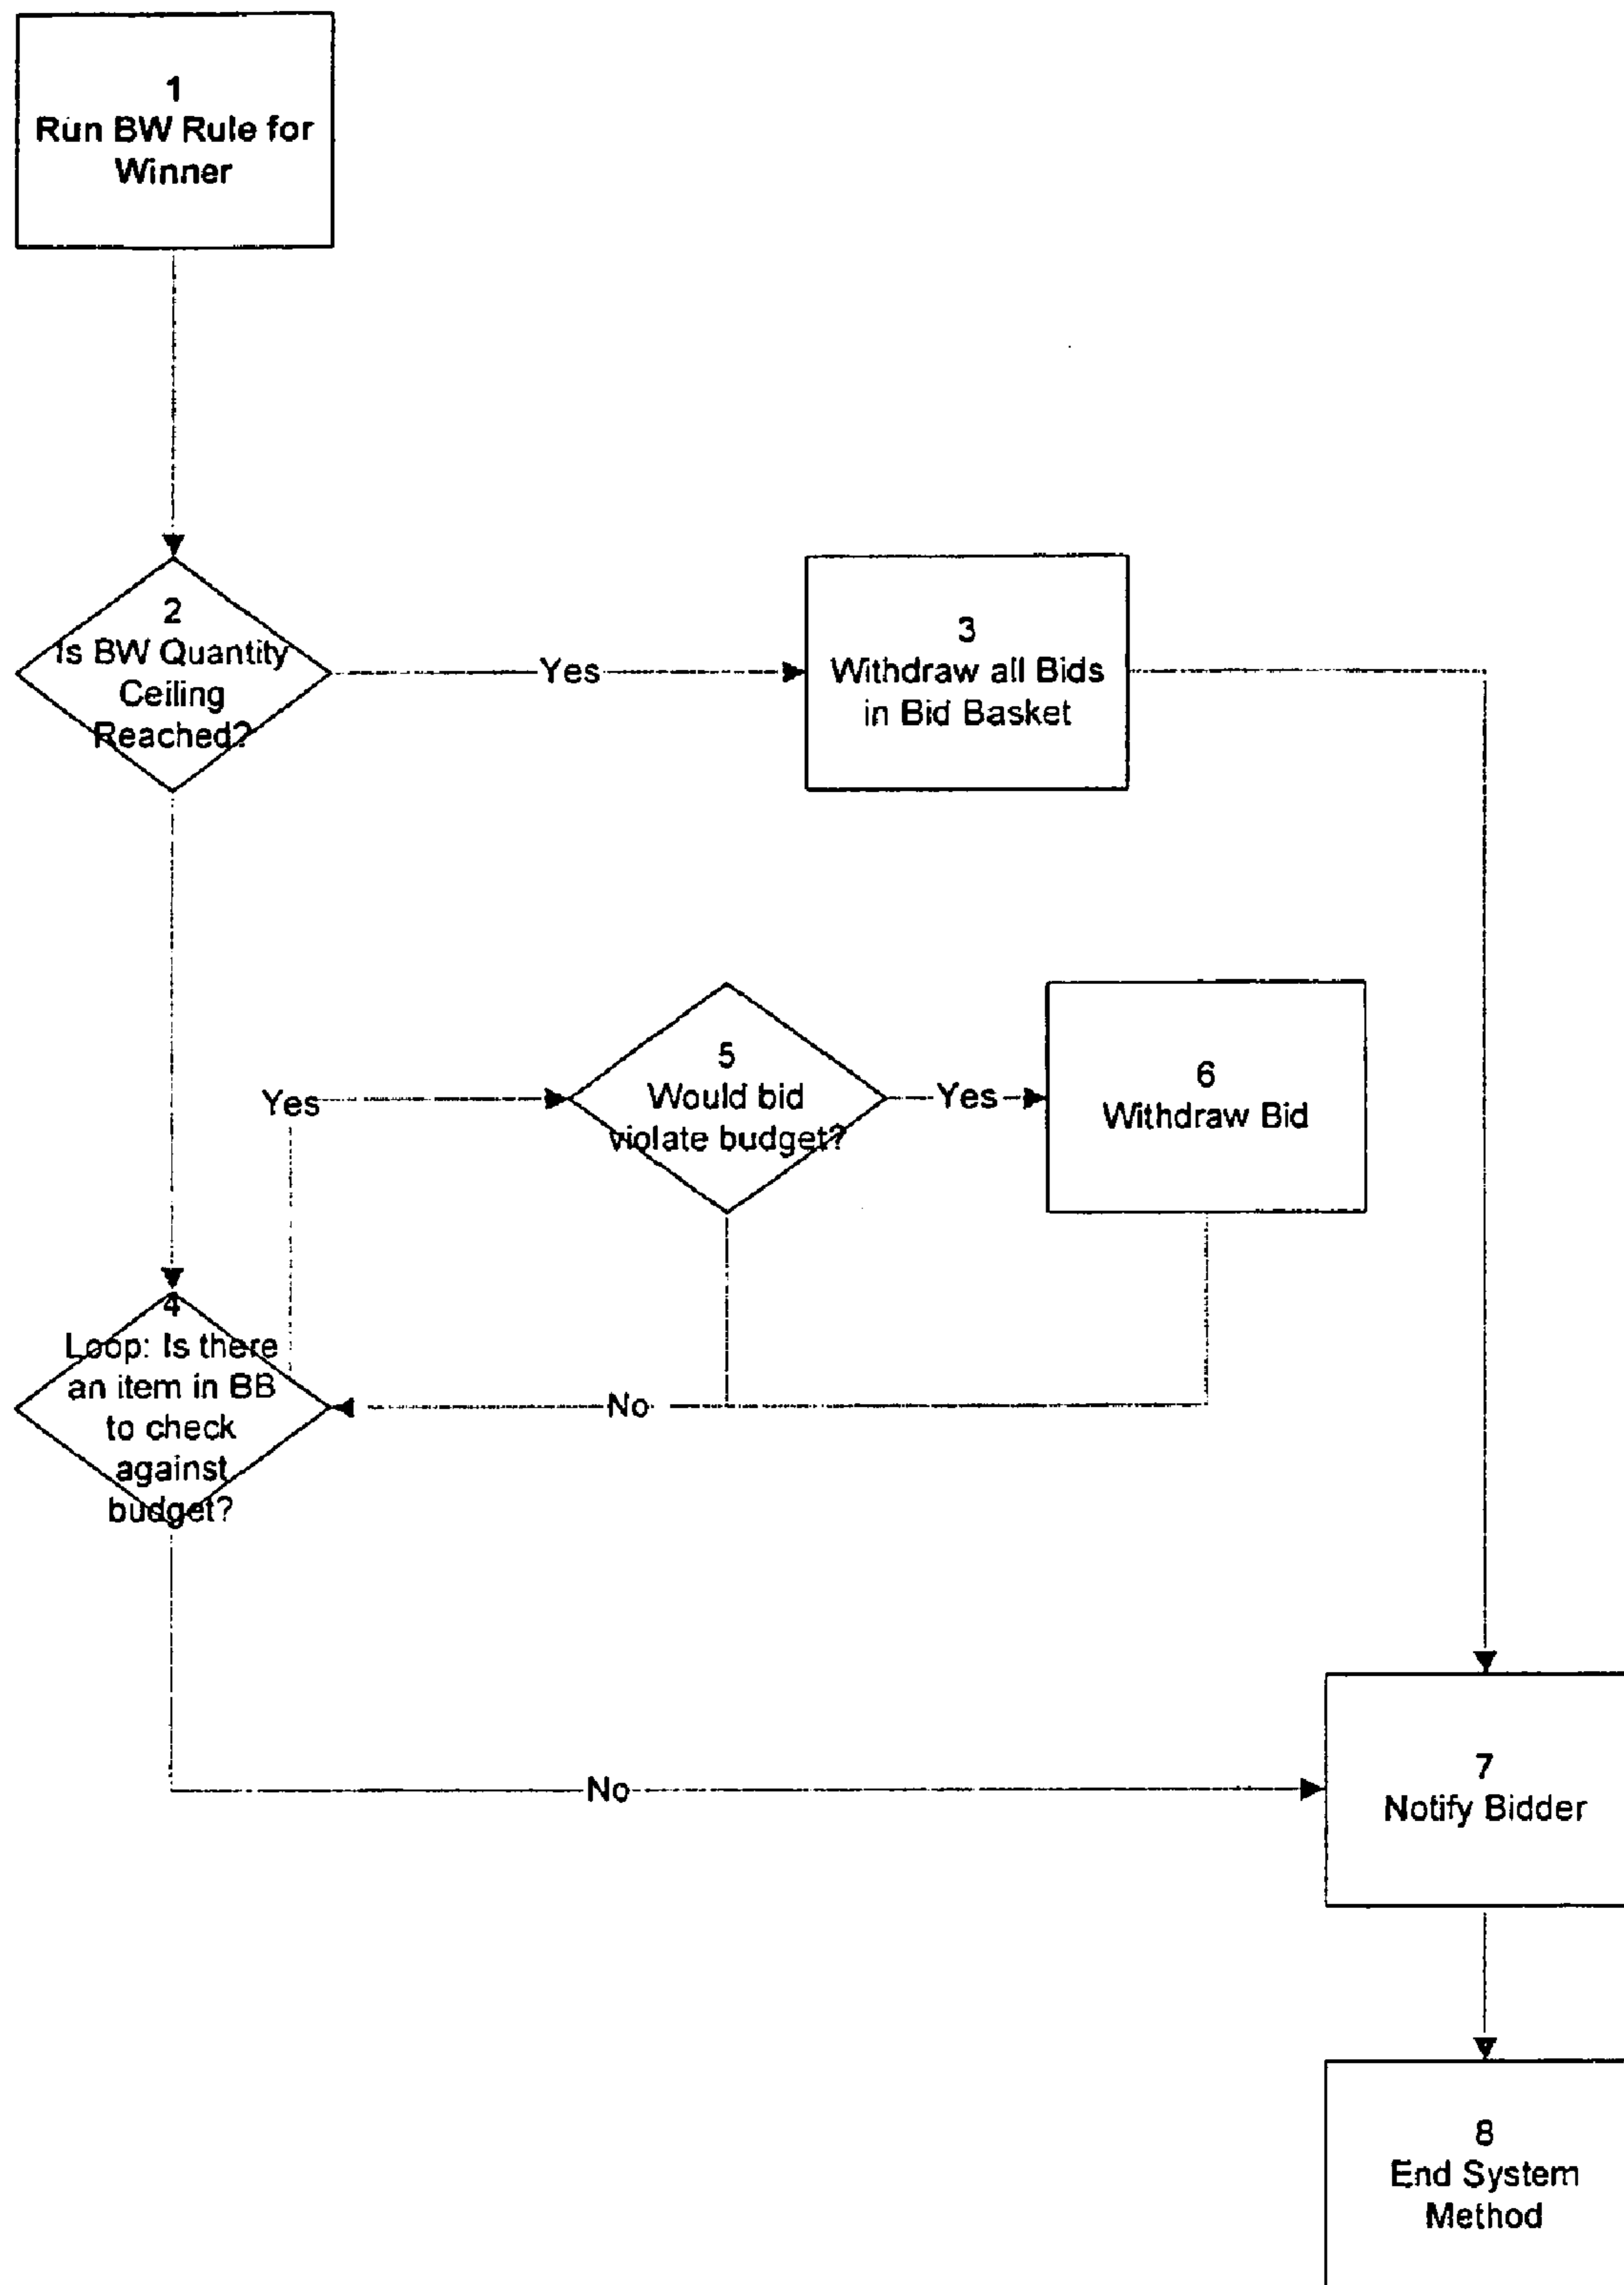 1
Run BW Rule for
Winner
2
Is BW Quantity
Ceiling
Reached?
Yes
3
Withdraw all Bids
in Bid Basket
Yes
5
Would bid
violate budget?
Yes
6
Withdraw Bid
4
Loop: Is there
an item in BB
to check
against
budget?
No
No
7
Notify Bidder
8
End System
Method